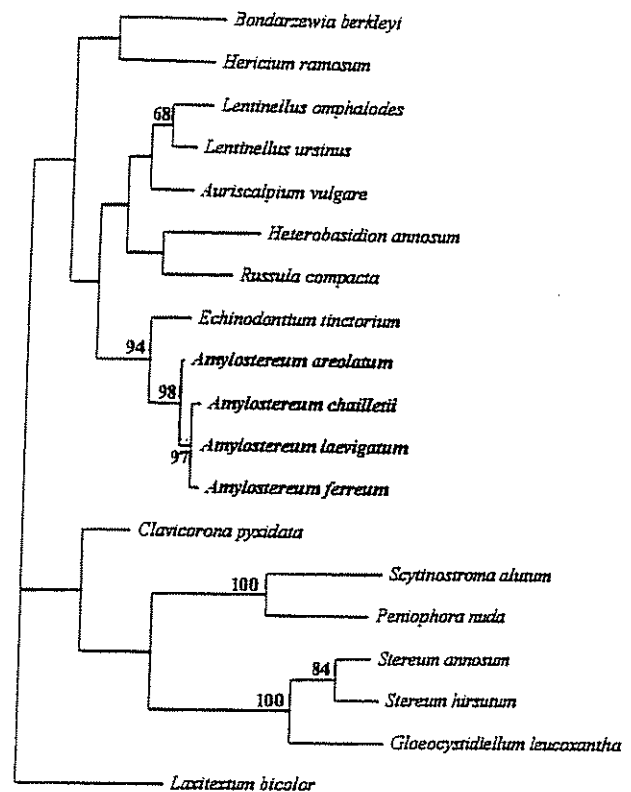 Bondarzewia berkleyi
Hericium ramosum
Lentinellus omphalodes
68
Lentinellus ursinus
Auriscalpium vulgare
Heterobasidion annosum
Russula compacta
Echinodontium tinctorium
94
Amylostereum areolatum
98
Amylostereum chailletii
Amylostereum laevigatum
97
Amylostereum ferreum
Clavicorona pyxidata
Scytinostroma alutum
100
Peniophora nuda
Stereum annosum
84
Stereum hirsutum
100
Gloeocystidiellum leucoxantha
Laxitextum bicolor